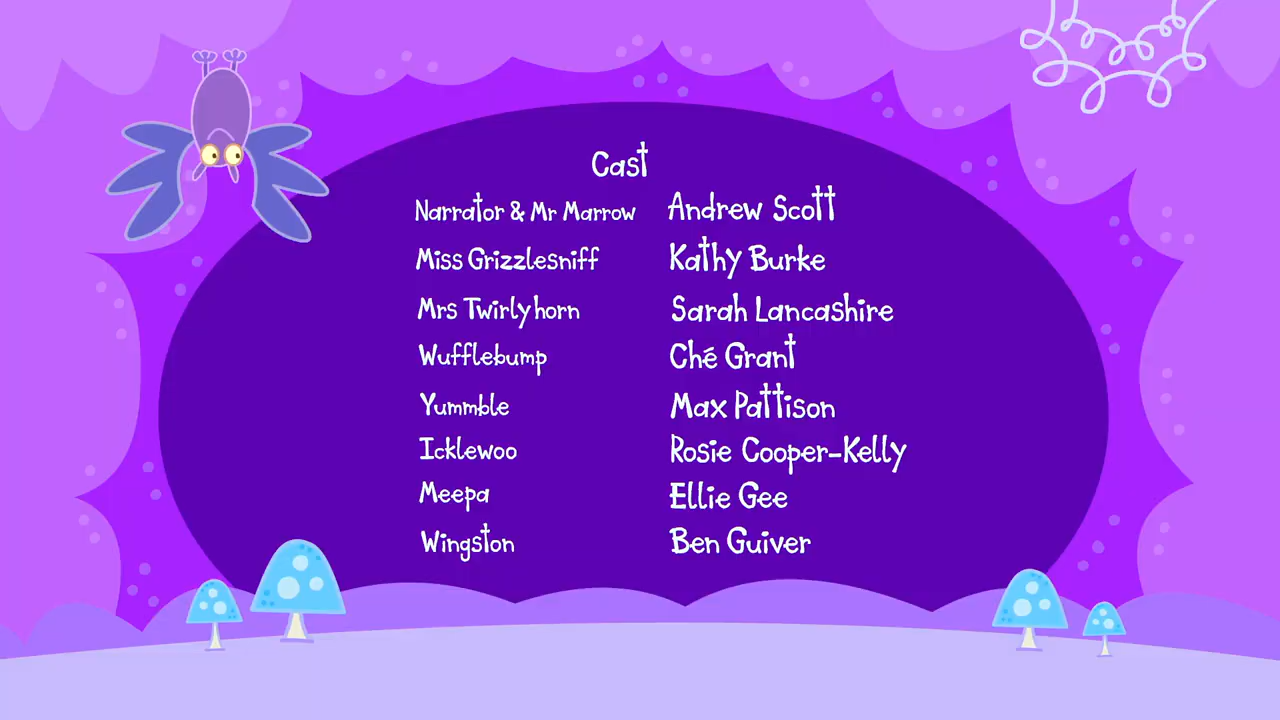 Cast
Narrator & Mr Marrow Andrew Scott
Miss Grizzlesniff Kathy Burke
Mrs Twirlyhorn Sarah Lancashire
Wufflebump Ché Grant
Yummble Max Pattison
Icklewoo Rosie Cooper-Kelly
Meepa Ellie Gee
Wingston Ben Guiver